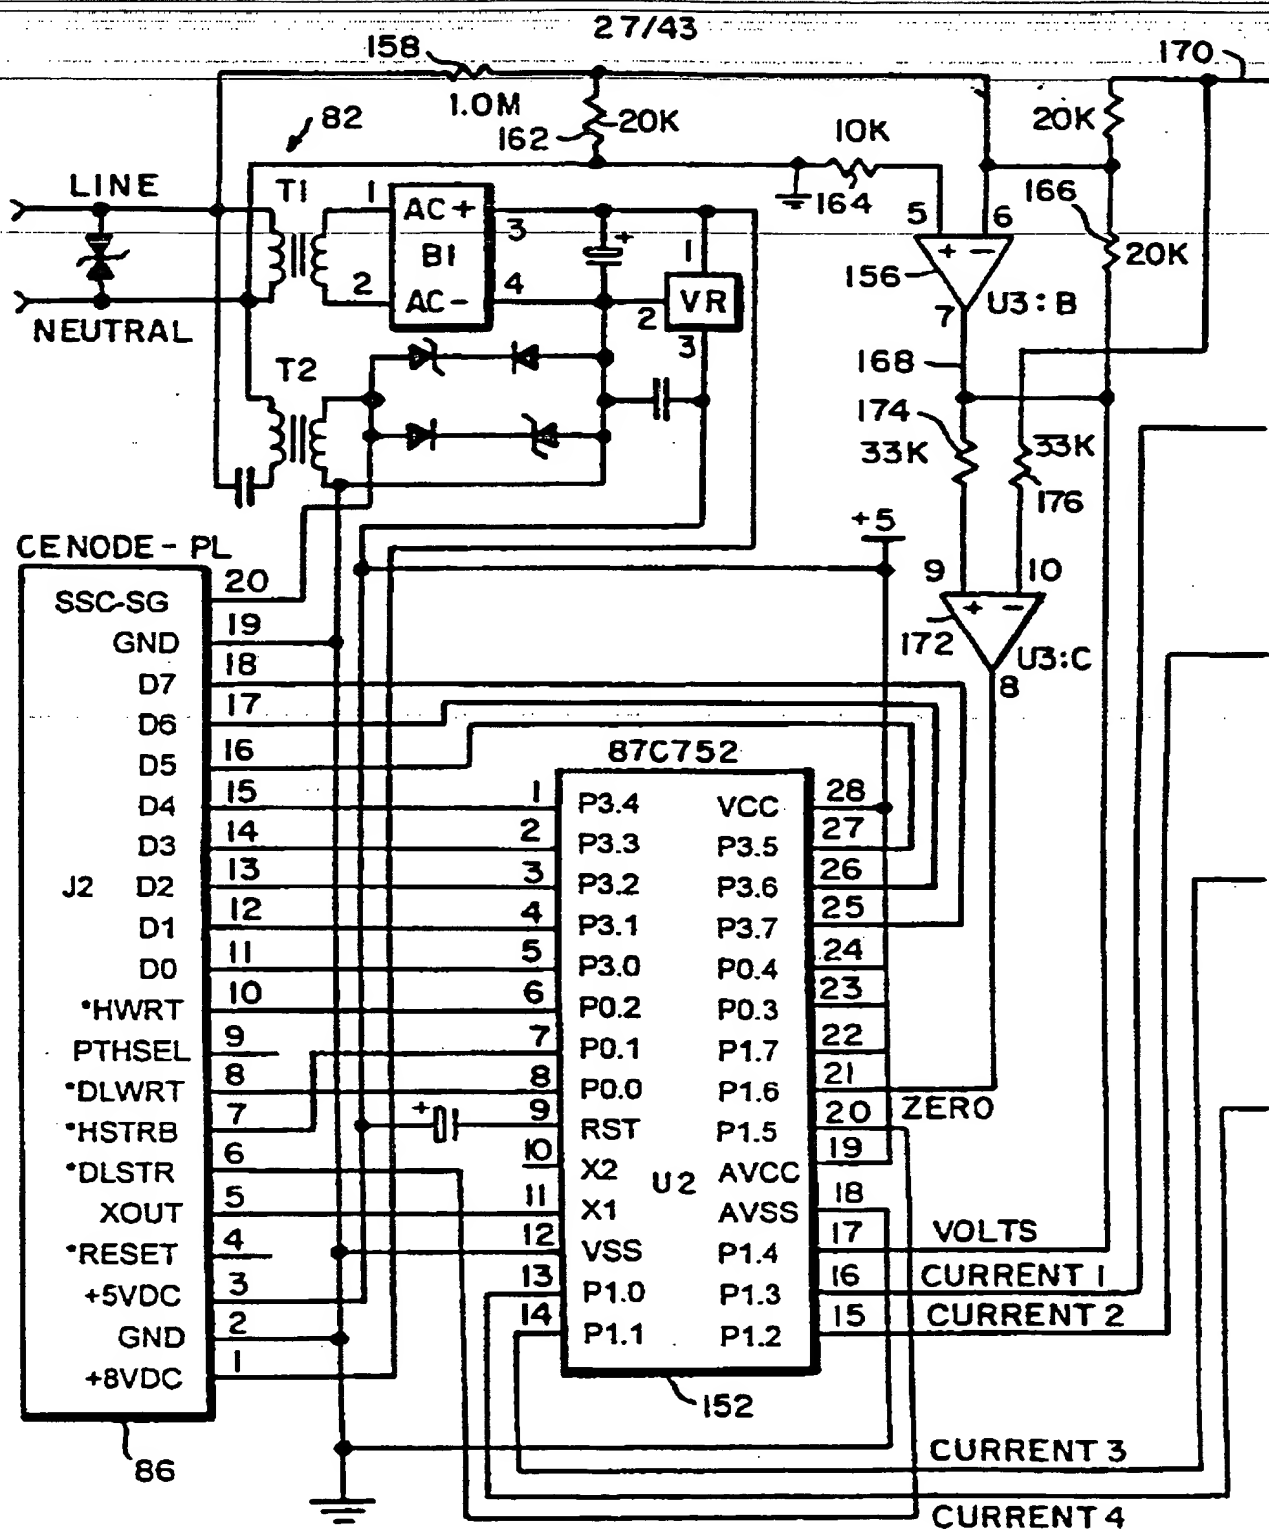 27/43
158
170
1.0M
162
20K
82
10K
20K
LINE
T1
1
AC+
3
164
5
6
166
B1
1
156
+ -
20K
2
AC-
4
2
VR
7
U3:B
NEUTRAL
3
T2
168
174
33K
33K
176
+5
CENODE-PL
9
10
+ -
172
U3:C
8
20
SSC-SG
19
GND
18
D7
17
D6
16
D5
15
D4
14
D3
13
J2 D2
12
D1
11
D0
10
*HWRT
9
PTHSEL
8
*DLWRT
7
*HSTRB
6
*DLSTR
5
XOUT
4
*RESET
3
+5VDC
2
GND
1
+8VDC
86
87C752
1 P3.4 VCC 28
2 P3.3 P3.5 27
3 P3.2 P3.6 26
4 P3.1 P3.7 25
5 P3.0 P0.4 24
6 P0.2 P0.3 23
7 P0.1 P1.7 22
8 P0.0 P1.6 21 ZERO
+ 9 RST P1.5 20
10 X2 U2 AVCC 19
11 X1 AVSS 18
12 VSS P1.4 17 VOLTS
13 P1.0 P1.3 16 CURRENT 1
14 P1.1 P1.2 15 CURRENT 2
152
CURRENT 3
CURRENT 4
+